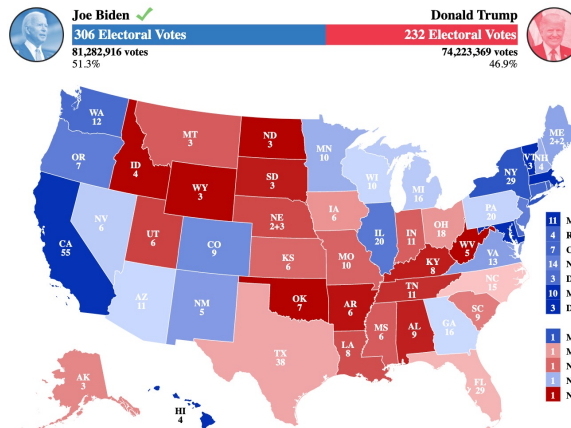 Joe Biden
Donald Trump
306 Electoral Votes
232 Electoral Votes
81,282,916 votes
74,223,369 votes
51.3%
46.9%
WA
12
OR
7
CA
55
NV
6
ID
4
MT
3
WY
3
UT
6
AZ
11
CO
9
NM
5
ND
3
SD
3
NE
2+3
KS
6
OK
7
TX
38
MN
10
IA
6
MO
10
AR
6
LA
8
WI
10
IL
20
MI
16
IN
11
OH
18
KY
8
TN
11
MS
6
AL
9
GA
16
FL
29
SC
9
NC
15
VA
13
WV
5
PA
20
NY
29
VT
3
NH
4
ME
2+2
AK
3
HI
4
11 M
4 R
7 C
14 N
3 D
10 M
3 D
1 M
1 M
1 N
1 N
1 N